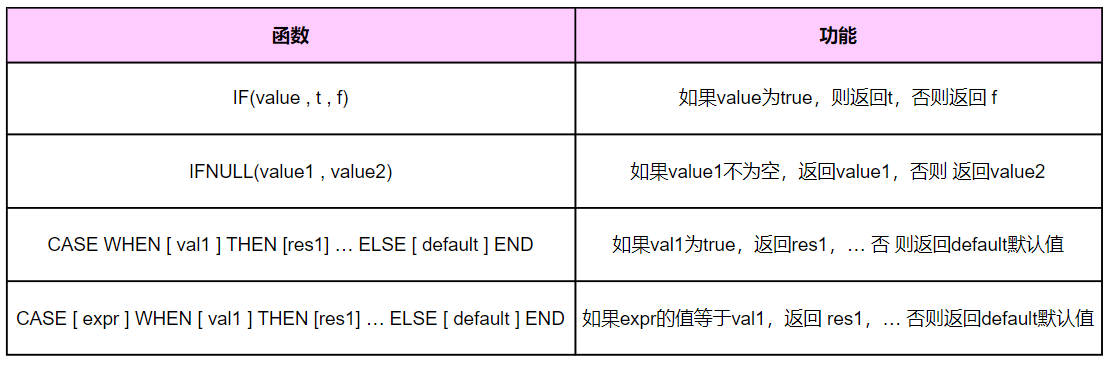 函数 功能
IF(value , t , f) 如果value为true，则返回t，否则返回 f
IFNULL(value1 , value2) 如果value1不为空，返回value1，否则 返回value2
CASE WHEN [ val1 ] THEN [res1] … ELSE [ default ] END 如果val1为true，返回res1，… 否 则返回default默认值
CASE [ expr ] WHEN [ val1 ] THEN [res1] … ELSE [ default ] END 如果expr的值等于val1，返回 res1，… 否则返回default默认值